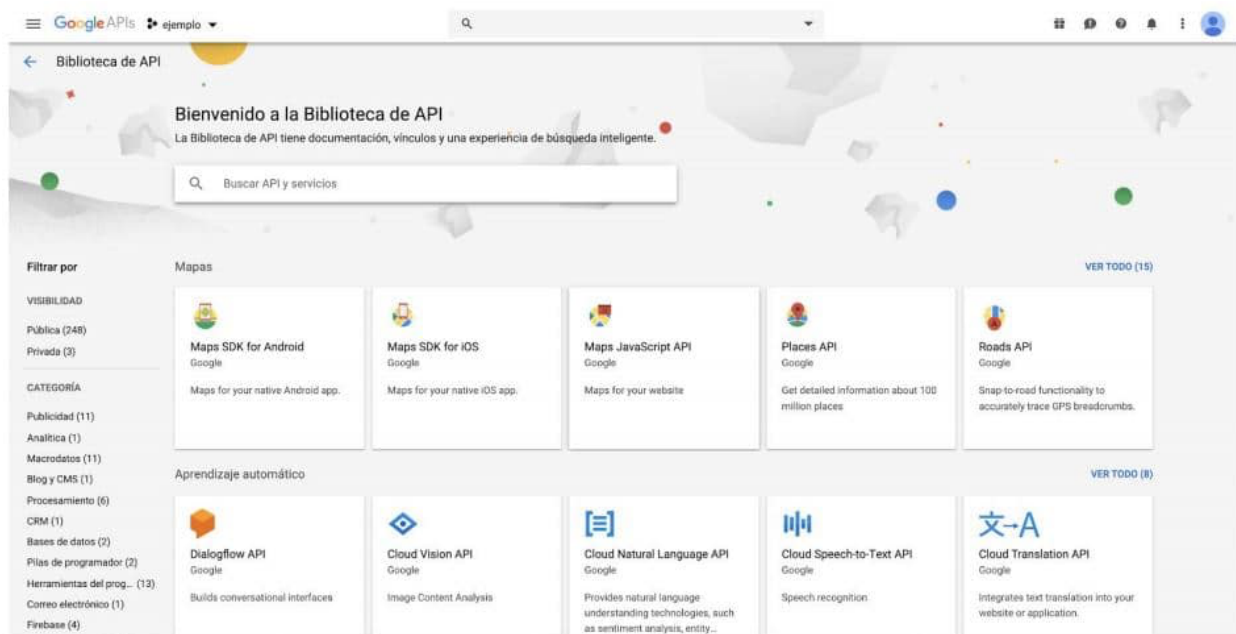 Google APIs ejemplo
Biblioteca de API
Bienvenido a la Biblioteca de API
La Biblioteca de API tiene documentación, vínculos y una experiencia de búsqueda inteligente.
Buscar API y servicios
Filtrar por
VISIBILIDAD
Pública (248)
Privada (3)
CATEGORÍA
Publicidad (11)
Analítica (1)
Macrodatos (11)
Blog y CMS (1)
Procesamiento (6)
CRM (1)
Bases de datos (2)
Pilas de programador (2)
Herramientas del prog... (13)
Correo electrónico (1)
Firebase (4)
Mapas
VER TODO (15)
Maps SDK for Android
Google
Maps for your native Android app.
Maps SDK for iOS
Google
Maps for your native iOS app.
Maps JavaScript API
Google
Maps for your website
Places API
Google
Get detailed information about 100
million places
Roads API
Google
Snap-to-road functionality to
accurately trace GPS breadcrumbs.
Aprendizaje automático
VER TODO (8)
Dialogflow API
Google
Builds conversational interfaces
Cloud Vision API
Google
Image Content Analysis
Cloud Natural Language API
Google
Provides natural language
understanding technologies, such
as sentiment analysis, entity...
Cloud Speech-to-Text API
Google
Speech recognition
文→A
Cloud Translation API
Google
Integrates text translation into your
website or application.